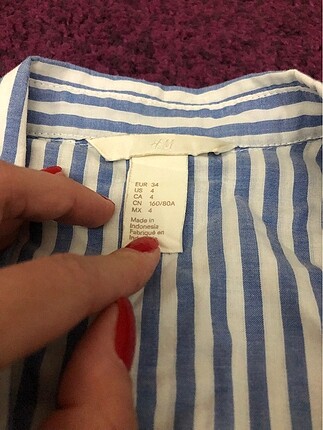 H&M
EUR 34
US 4
CA 4
CN 160/80A
MX 4
Made in
Indonesia
Fabriqué en